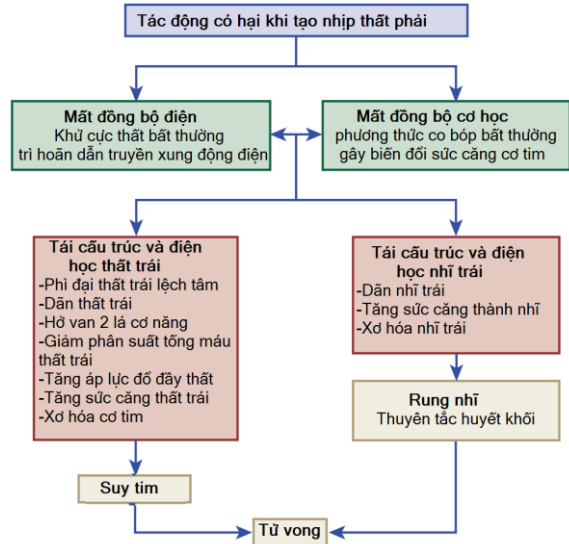 Tác động có hại khi tạo nhịp thất phải
Mất đồng bộ điện
Khử cực thất bất thường
trì hoãn dẫn truyền xung động điện
Mất đồng bộ cơ học
phương thức co bóp bất thường
gây biến đổi sức căng cơ tim
Tái cấu trúc và điện
học thất trái
-Phì đại thất trái lệch tâm
-Dãn thất trái
-Hở van 2 lá cơ năng
-Giảm phân suất tống máu
thất trái
-Tăng áp lực đổ đầy thất
-Tăng sức căng thất trái
-Xơ hóa cơ tim
Tái cấu trúc và điện
học nhĩ trái
-Dãn nhĩ trái
-Tăng sức căng thành nhĩ
-Xơ hóa nhĩ trái
Rung nhĩ
Thuyên tắc huyết khối
Suy tim
Tử vong